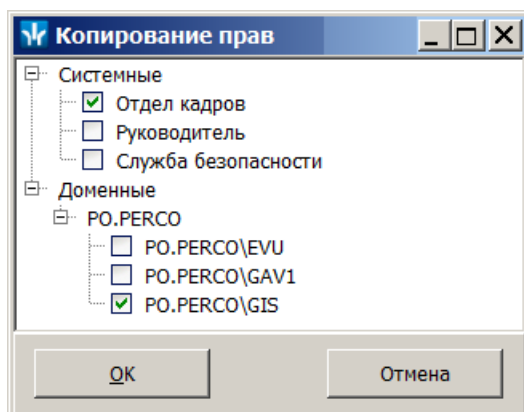 Копирование прав
Системные
Отдел кадров
Руководитель
Служба безопасности
Доменные
PO.PERCO
PO.PERCO\EVU
PO.PERCO\GAV1
PO.PERCO\GIS
OK
Отмена